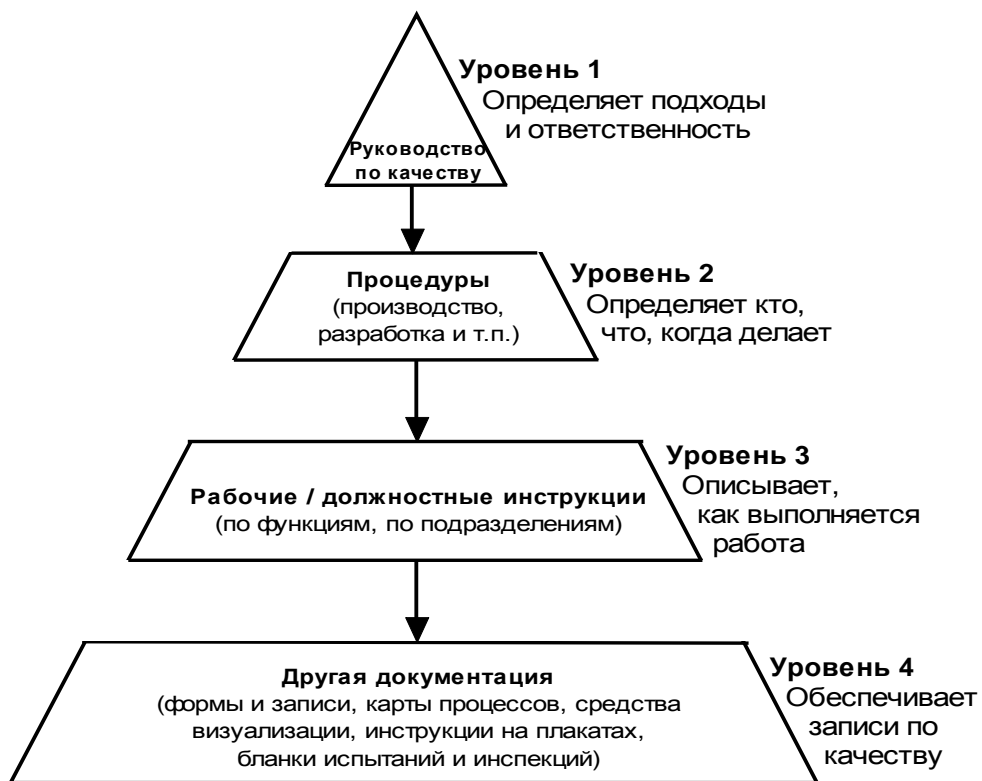 Уровень 1
Определяет подходы
и ответственность
Руководство
по качеству
Процедуры
(производство,
разработка и т.п.)
Уровень 2
Определяет кто,
что, когда делает
Рабочие / должностные инструкции
(по функциям, по подразделениям)
Уровень 3
Описывает,
как выполняется
работа
Другая документация
(формы и записи, карты процессов, средства
визуализации, инструкции на плакатах,
бланки испытаний и инспекций)
Уровень 4
Обеспечивает
записи по
качеству